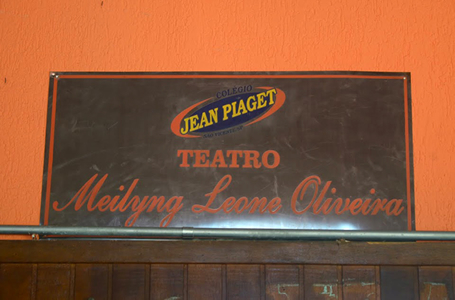 COLÉGIO
JEAN PIAGET
TEATRO
Meilyng Leone Oliveira